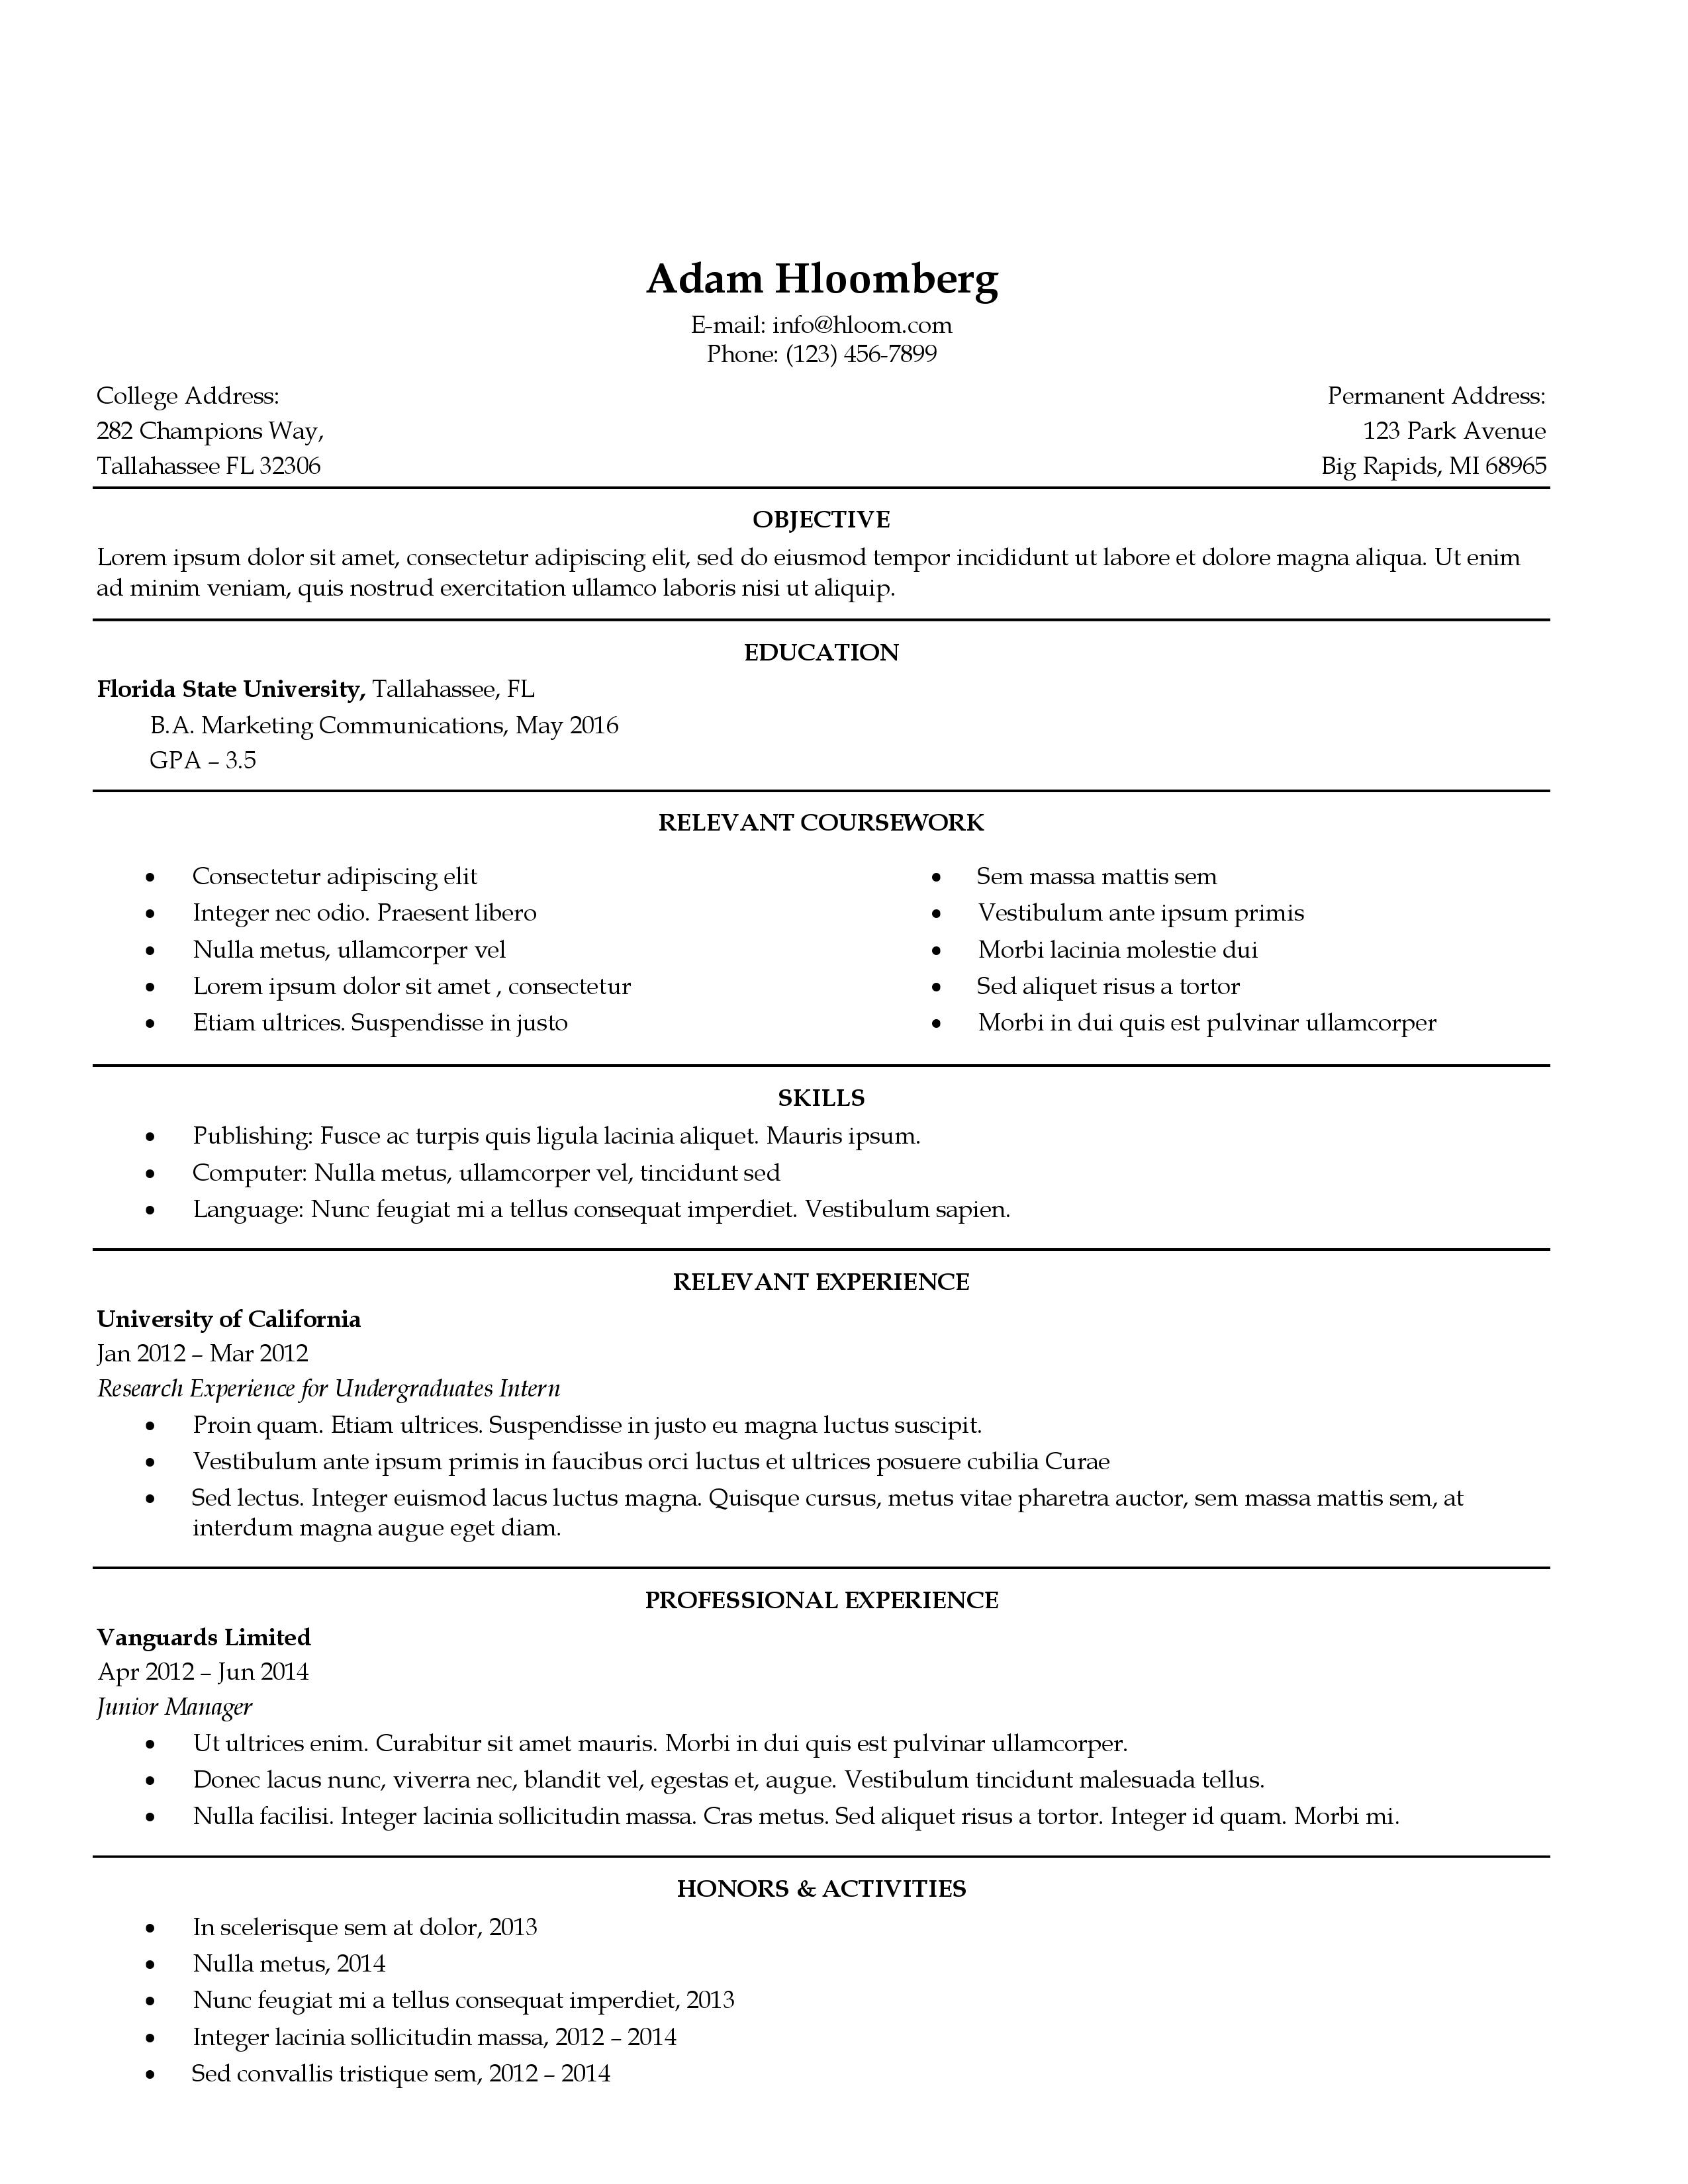 Adam Hloomberg
E-mail: info@hloom.com
Phone: (123) 456-7899
College Address:
282 Champions Way,
Tallahassee FL 32306
Permanent Address:
123 Park Avenue
Big Rapids, MI 68965
OBJECTIVE
Lorem ipsum dolor sit amet, consectetur adipiscing elit, sed do eiusmod tempor incididunt ut labore et dolore magna aliqua. Ut enim
ad minim veniam, quis nostrud exercitation ullamco laboris nisi ut aliquip.
EDUCATION
Florida State University, Tallahassee, FL
B.A. Marketing Communications, May 2016
GPA – 3.5
RELEVANT COURSEWORK
• Consectetur adipiscing elit
• Integer nec odio. Praesent libero
• Nulla metus, ullamcorper vel
• Lorem ipsum dolor sit amet , consectetur
• Etiam ultrices. Suspendisse in justo
• Sem massa mattis sem
• Vestibulum ante ipsum primis
• Morbi lacinia molestie dui
• Sed aliquet risus a tortor
• Morbi in dui quis est pulvinar ullamcorper
SKILLS
• Publishing: Fusce ac turpis quis ligula lacinia aliquet. Mauris ipsum.
• Computer: Nulla metus, ullamcorper vel, tincidunt sed
• Language: Nunc feugiat mi a tellus consequat imperdiet. Vestibulum sapien.
RELEVANT EXPERIENCE
University of California
Jan 2012 – Mar 2012
Research Experience for Undergraduates Intern
• Proin quam. Etiam ultrices. Suspendisse in justo eu magna luctus suscipit.
• Vestibulum ante ipsum primis in faucibus orci luctus et ultrices posuere cubilia Curae
• Sed lectus. Integer euismod lacus luctus magna. Quisque cursus, metus vitae pharetra auctor, sem massa mattis sem, at
interdum magna augue eget diam.
PROFESSIONAL EXPERIENCE
Vanguards Limited
Apr 2012 – Jun 2014
Junior Manager
• Ut ultrices enim. Curabitur sit amet mauris. Morbi in dui quis est pulvinar ullamcorper.
• Donec lacus nunc, viverra nec, blandit vel, egestas et, augue. Vestibulum tincidunt malesuada tellus.
• Nulla facilisi. Integer lacinia sollicitudin massa. Cras metus. Sed aliquet risus a tortor. Integer id quam. Morbi mi.
HONORS & ACTIVITIES
• In scelerisque sem at dolor, 2013
• Nulla metus, 2014
• Nunc feugiat mi a tellus consequat imperdiet, 2013
• Integer lacinia sollicitudin massa, 2012 – 2014
• Sed convallis tristique sem, 2012 – 2014